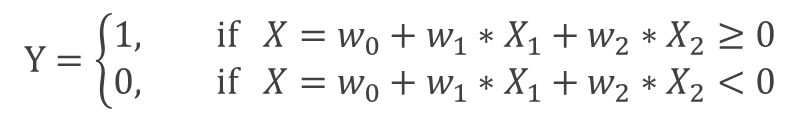 Y = {1, if X = w₀ + w₁ * X₁ + w₂ * X₂ ≥ 0
0, if X = w₀ + w₁ * X₁ + w₂ * X₂ < 0